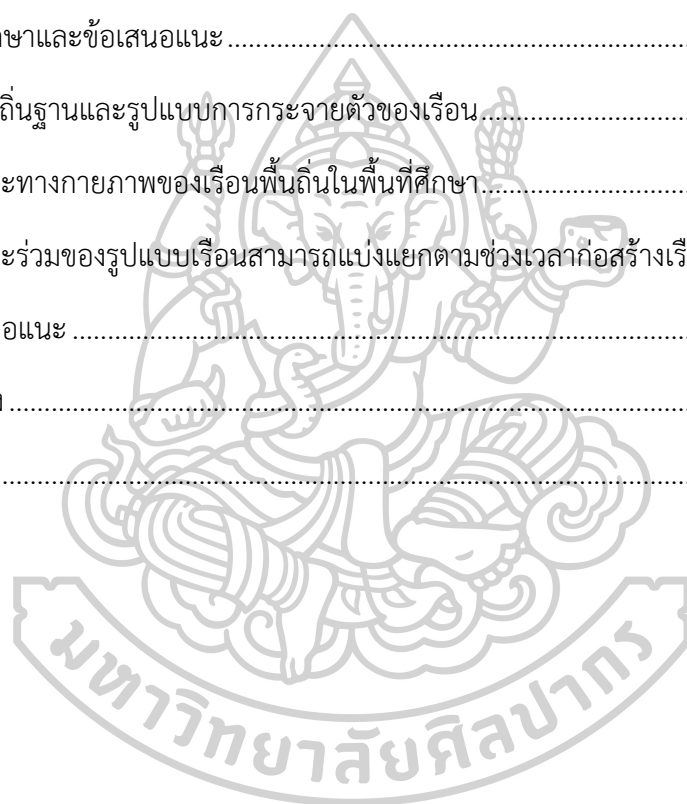 ษาและข้อเสนอแนะ
ถิ่นฐานและรูปแบบการกระจายตัวของเรือน
ะทางกายภาพของเรือนพื้นถิ่นในพื้นที่ศึกษา
ะร่วมของรูปแบบเรือนสามารถแบ่งแยกตามช่วงเวลาก่อสร้างเรื
อแนะ
มหาวิทยาลัยศิลปากร